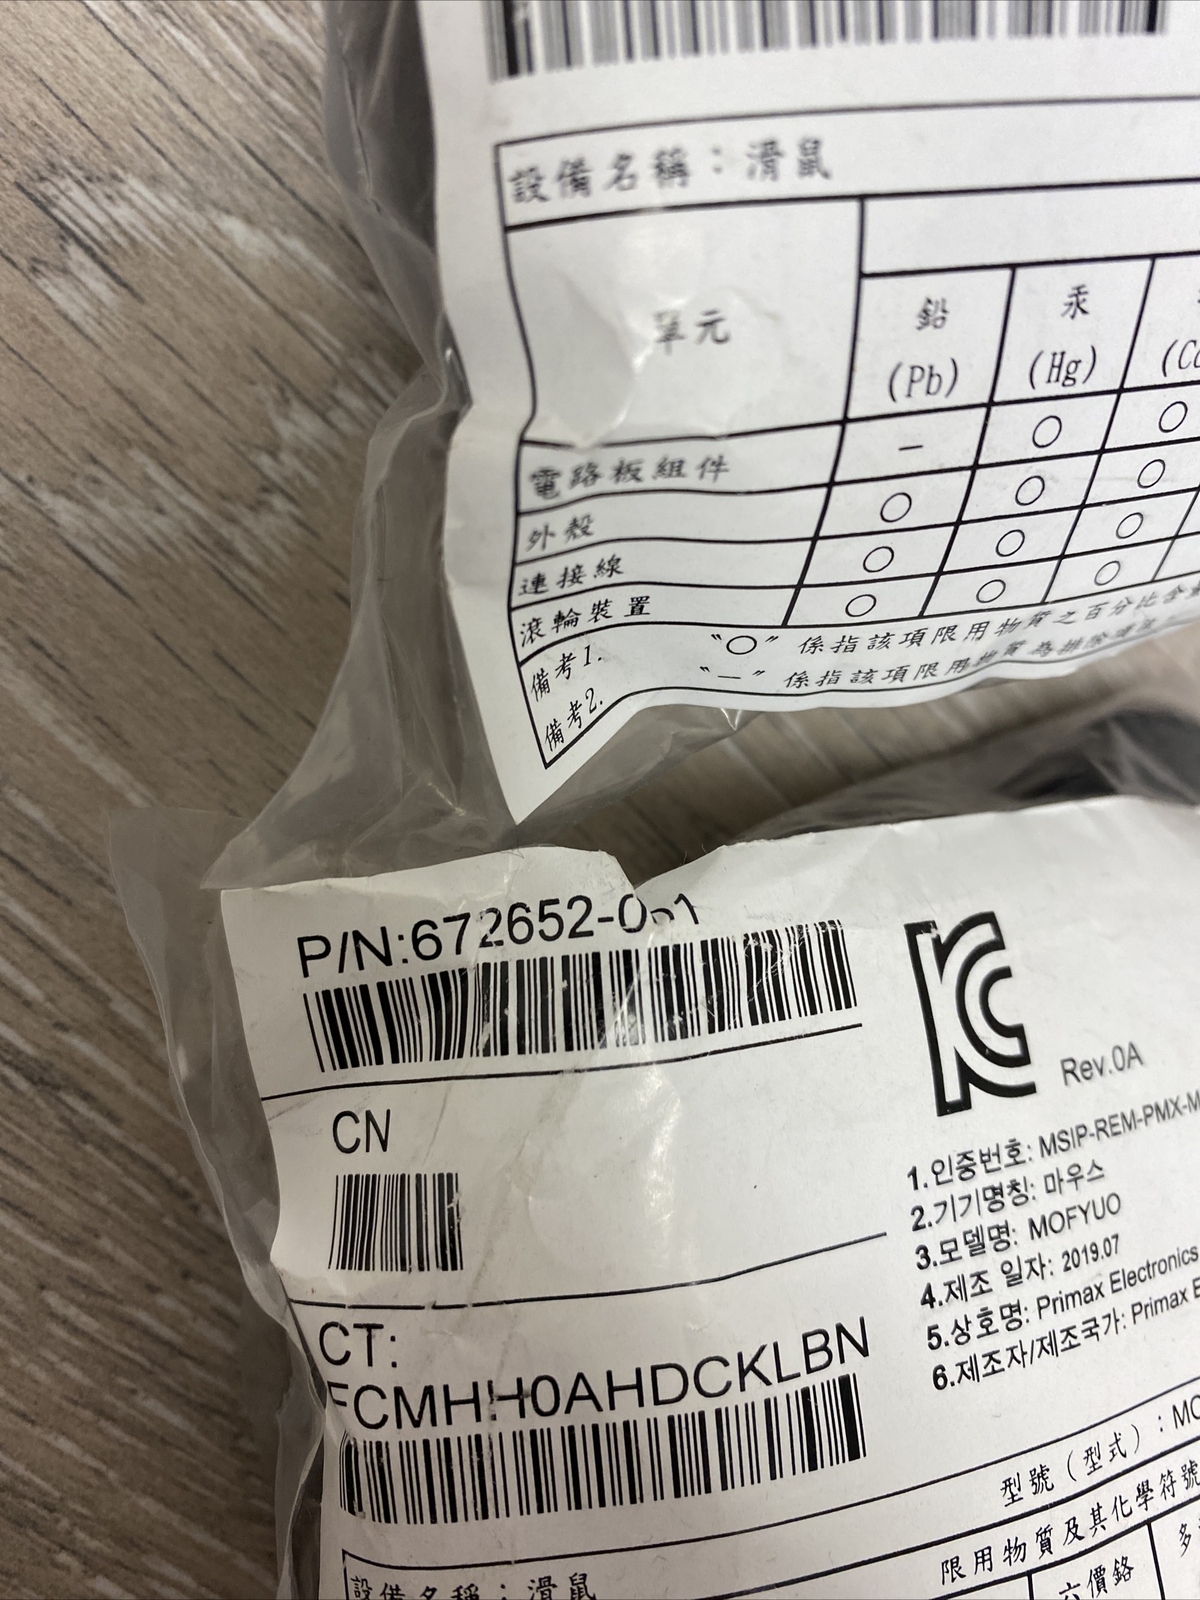 設備名稱：滑鼠
單元
鉛 汞
(Pb) (Hg)
電路板組件 — ○ ○
外殼 ○ ○ ○
連接線 ○ ○ ○
滾輪裝置 ○ ○ ○
備考1. "○" 係指該項限用物質之百分比含
備考2. "—" 係指該項限用物質為排除
P/N:672652-001
CN
Rev.0A
1.인증번호: MSIP-REM-PMX-M
2.기기명칭: 마우스
3.모델명: MOFYUO
4.제조 일자: 2019.07
5.상호명: Primax Electronics
6.제조자/제조국가: Primax E
CT:
FCMHH0AHDCKLBN
型號（型式）：MO
限用物質及其化學符號
設備名稱：滑鼠
六價鉻 多